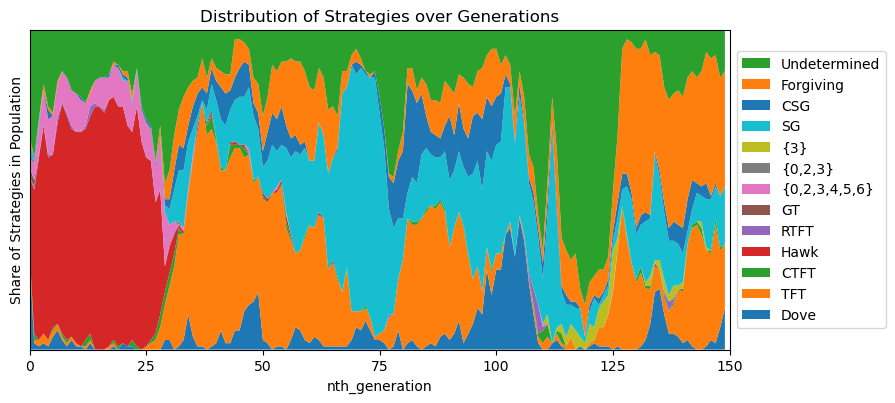 Distribution of Strategies over Generations
Share of Strategies in Population
0 25 50 75 100 125 150
nth_generation
Undetermined
Forgiving
CSG
SG
{3}
{0,2,3}
{0,2,3,4,5,6}
GT
RTFT
Hawk
CTFT
TFT
Dove